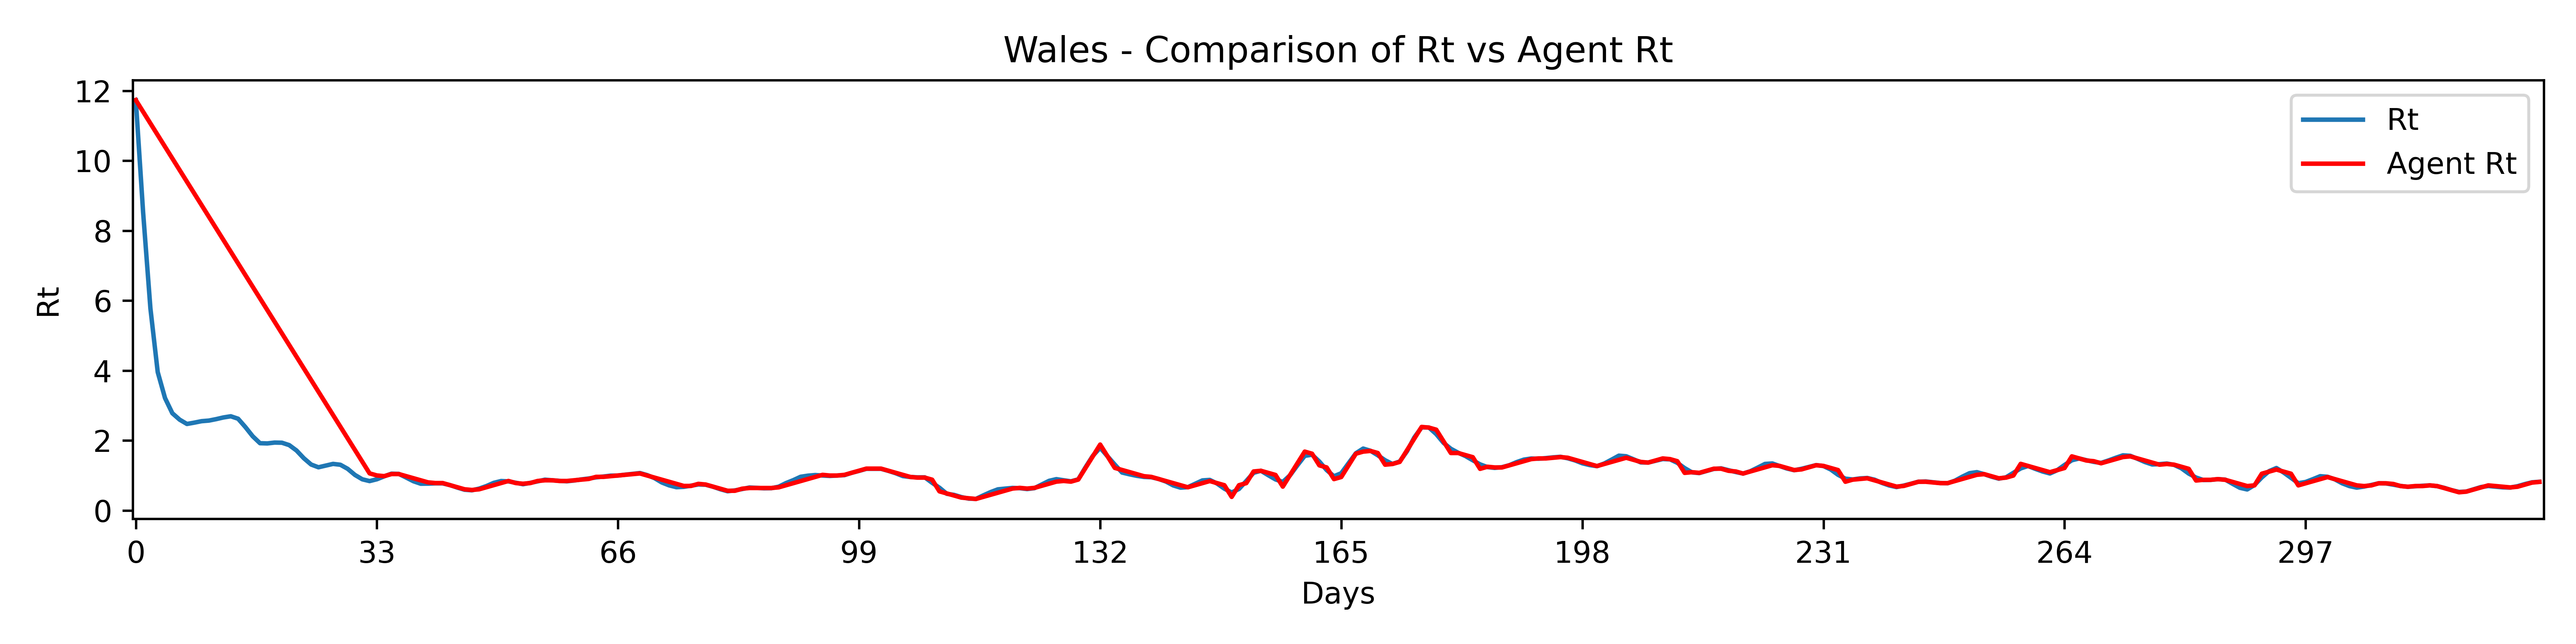 Wales - Comparison of Rt vs Agent Rt
Rt
12
10
8
6
4
2
0
Rt
Agent Rt
0 33 66 99 132 165 198 231 264 297
Days